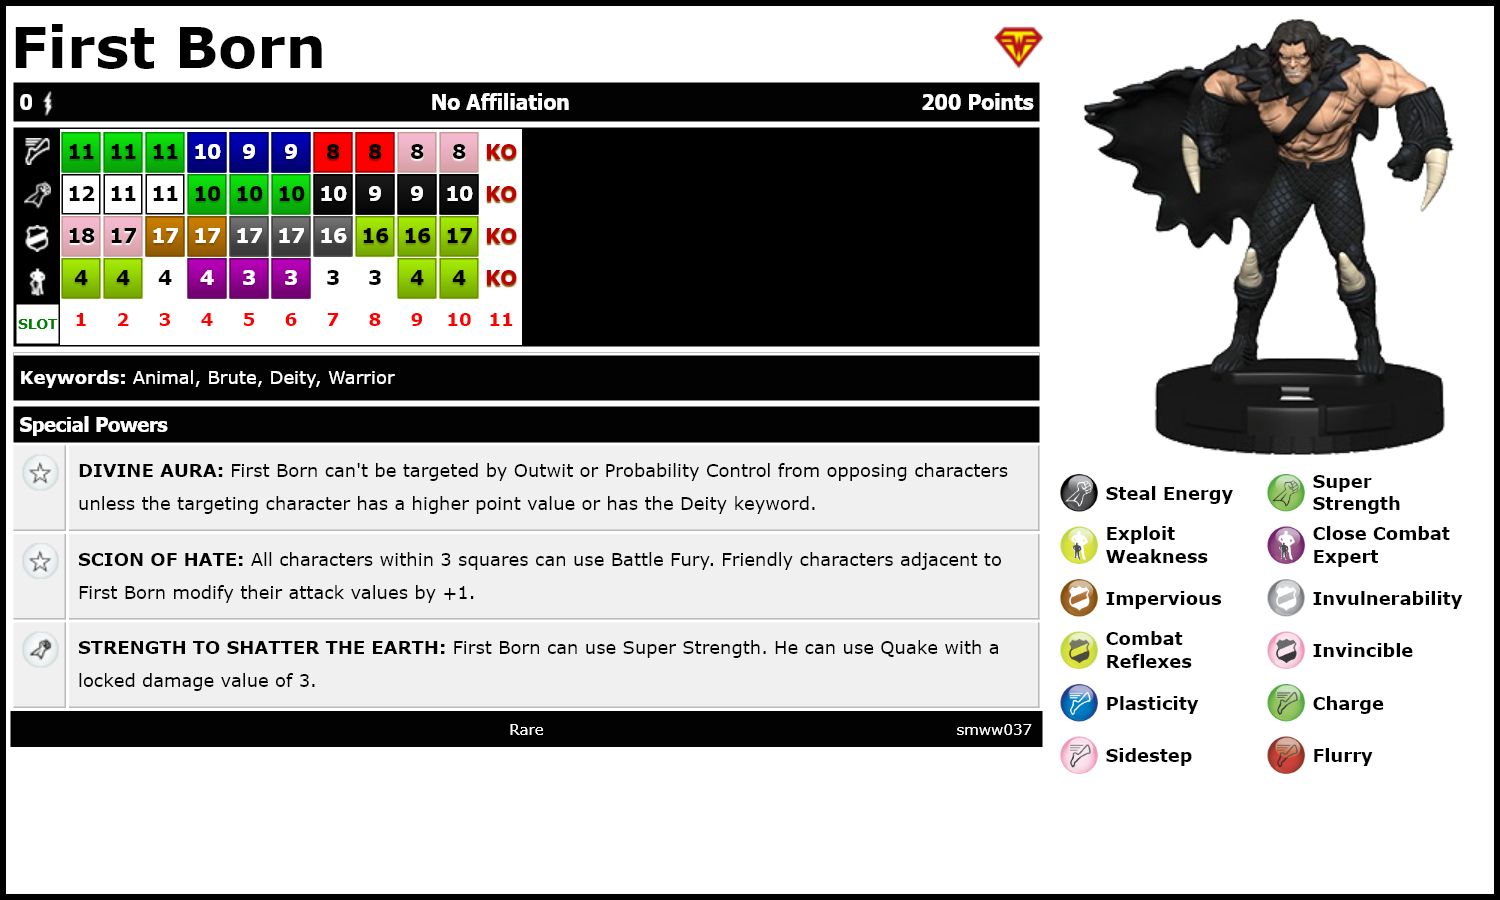 First Born
0 No Affiliation 200 Points
11 11 11 10 9 9 8 8 8 8 KO
12 11 11 10 10 10 10 9 9 10 KO
18 17 17 17 17 17 16 16 16 17 KO
4 4 4 4 3 3 3 3 4 4 KO
SLOT 1 2 3 4 5 6 7 8 9 10 11
Keywords: Animal, Brute, Deity, Warrior
Special Powers
DIVINE AURA: First Born can't be targeted by Outwit or Probability Control from opposing characters
unless the targeting character has a higher point value or has the Deity keyword.
SCION OF HATE: All characters within 3 squares can use Battle Fury. Friendly characters adjacent to
First Born modify their attack values by +1.
STRENGTH TO SHATTER THE EARTH: First Born can use Super Strength. He can use Quake with a
locked damage value of 3.
Rare smww037
Steal Energy
Super
Strength
Exploit
Weakness
Close Combat
Expert
Impervious
Invulnerability
Combat
Reflexes
Invincible
Plasticity
Charge
Sidestep
Flurry